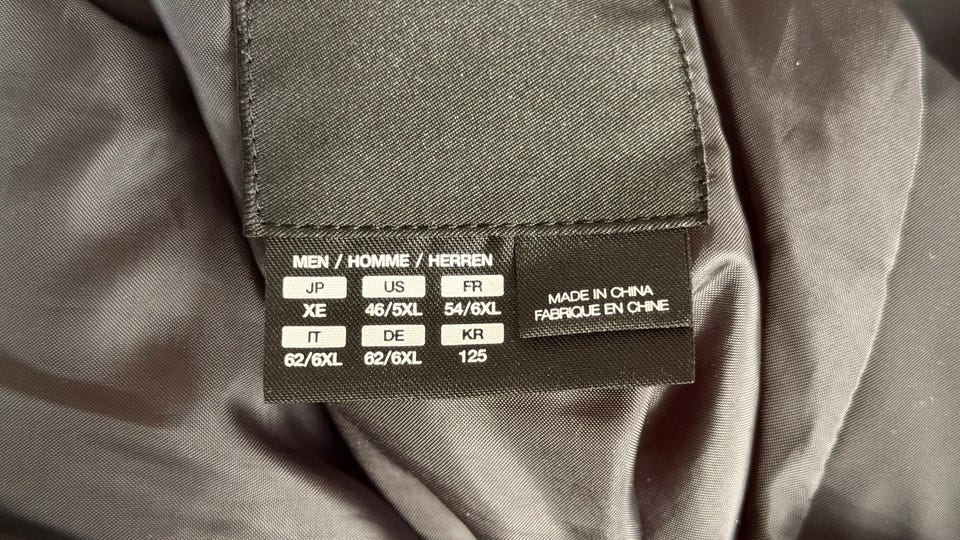 MEN / HOMME / HERREN
JP US FR
XE 46/5XL 54/6XL
IT DE KR
62/6XL 62/6XL 125
MADE IN CHINA
FABRIQUE EN CHINE